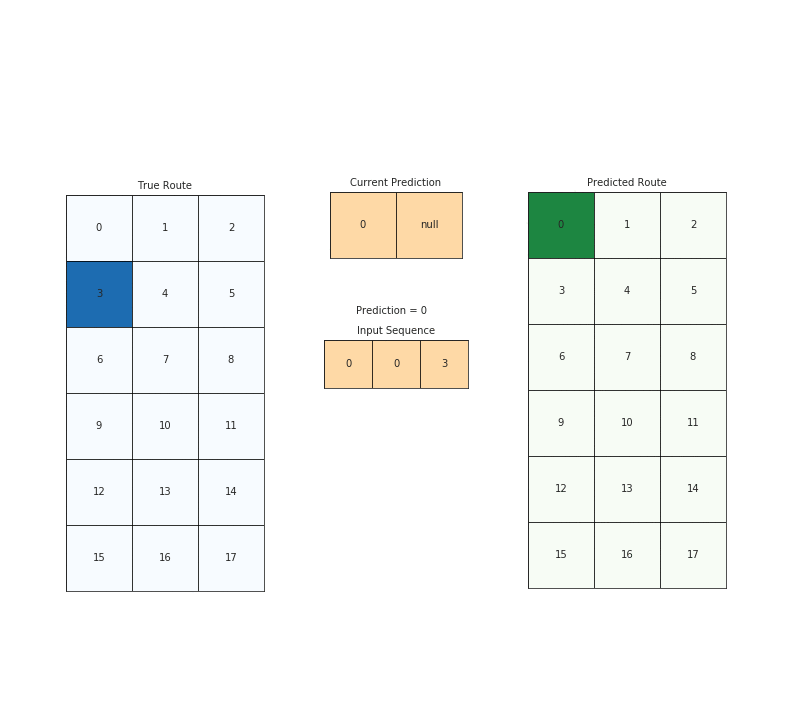 True Route
0 1 2
3 4 5
6 7 8
9 10 11
12 13 14
15 16 17
Current Prediction
0 null
Prediction = 0
Input Sequence
0 0 3
Predicted Route
0 1 2
3 4 5
6 7 8
9 10 11
12 13 14
15 16 17